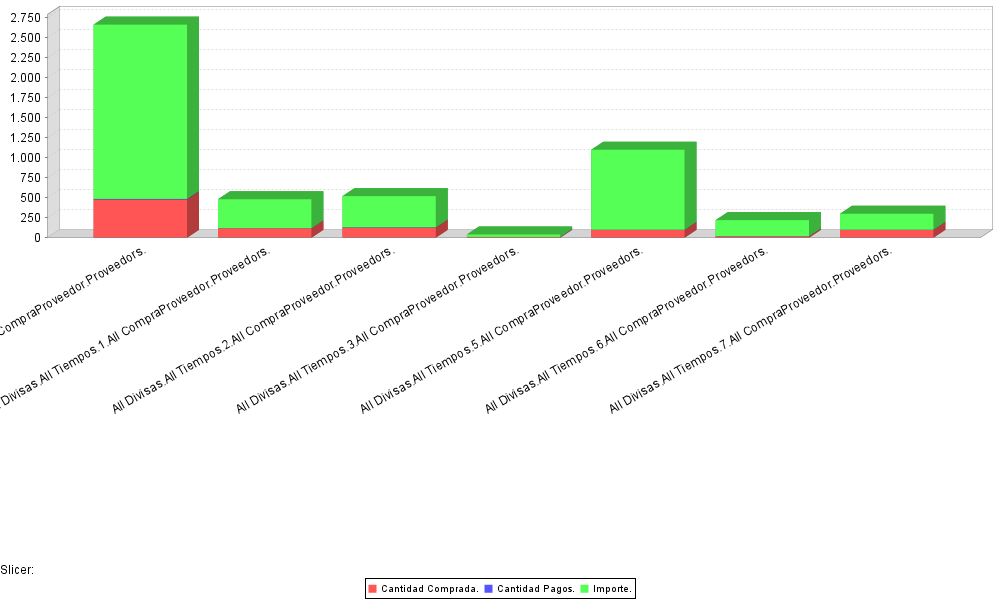 2.750
2.500
2.250
2.000
1.750
1.500
1.250
1.000
750
500
250
0
CompraProveedor.Proveedors.
Divisas.All Tiempos.1.All CompraProveedor.Proveedors.
All Divisas.All Tiempos.2.All CompraProveedor.Proveedors.
All Divisas.All Tiempos.3.All CompraProveedor.Proveedors.
All Divisas.All Tiempos.5.All CompraProveedor.Proveedors.
All Divisas.All Tiempos.6.All CompraProveedor.Proveedors.
All Divisas.All Tiempos.7.All CompraProveedor.Proveedors.
Slicer:
Cantidad Comprada. Cantidad Pagos. Importe.